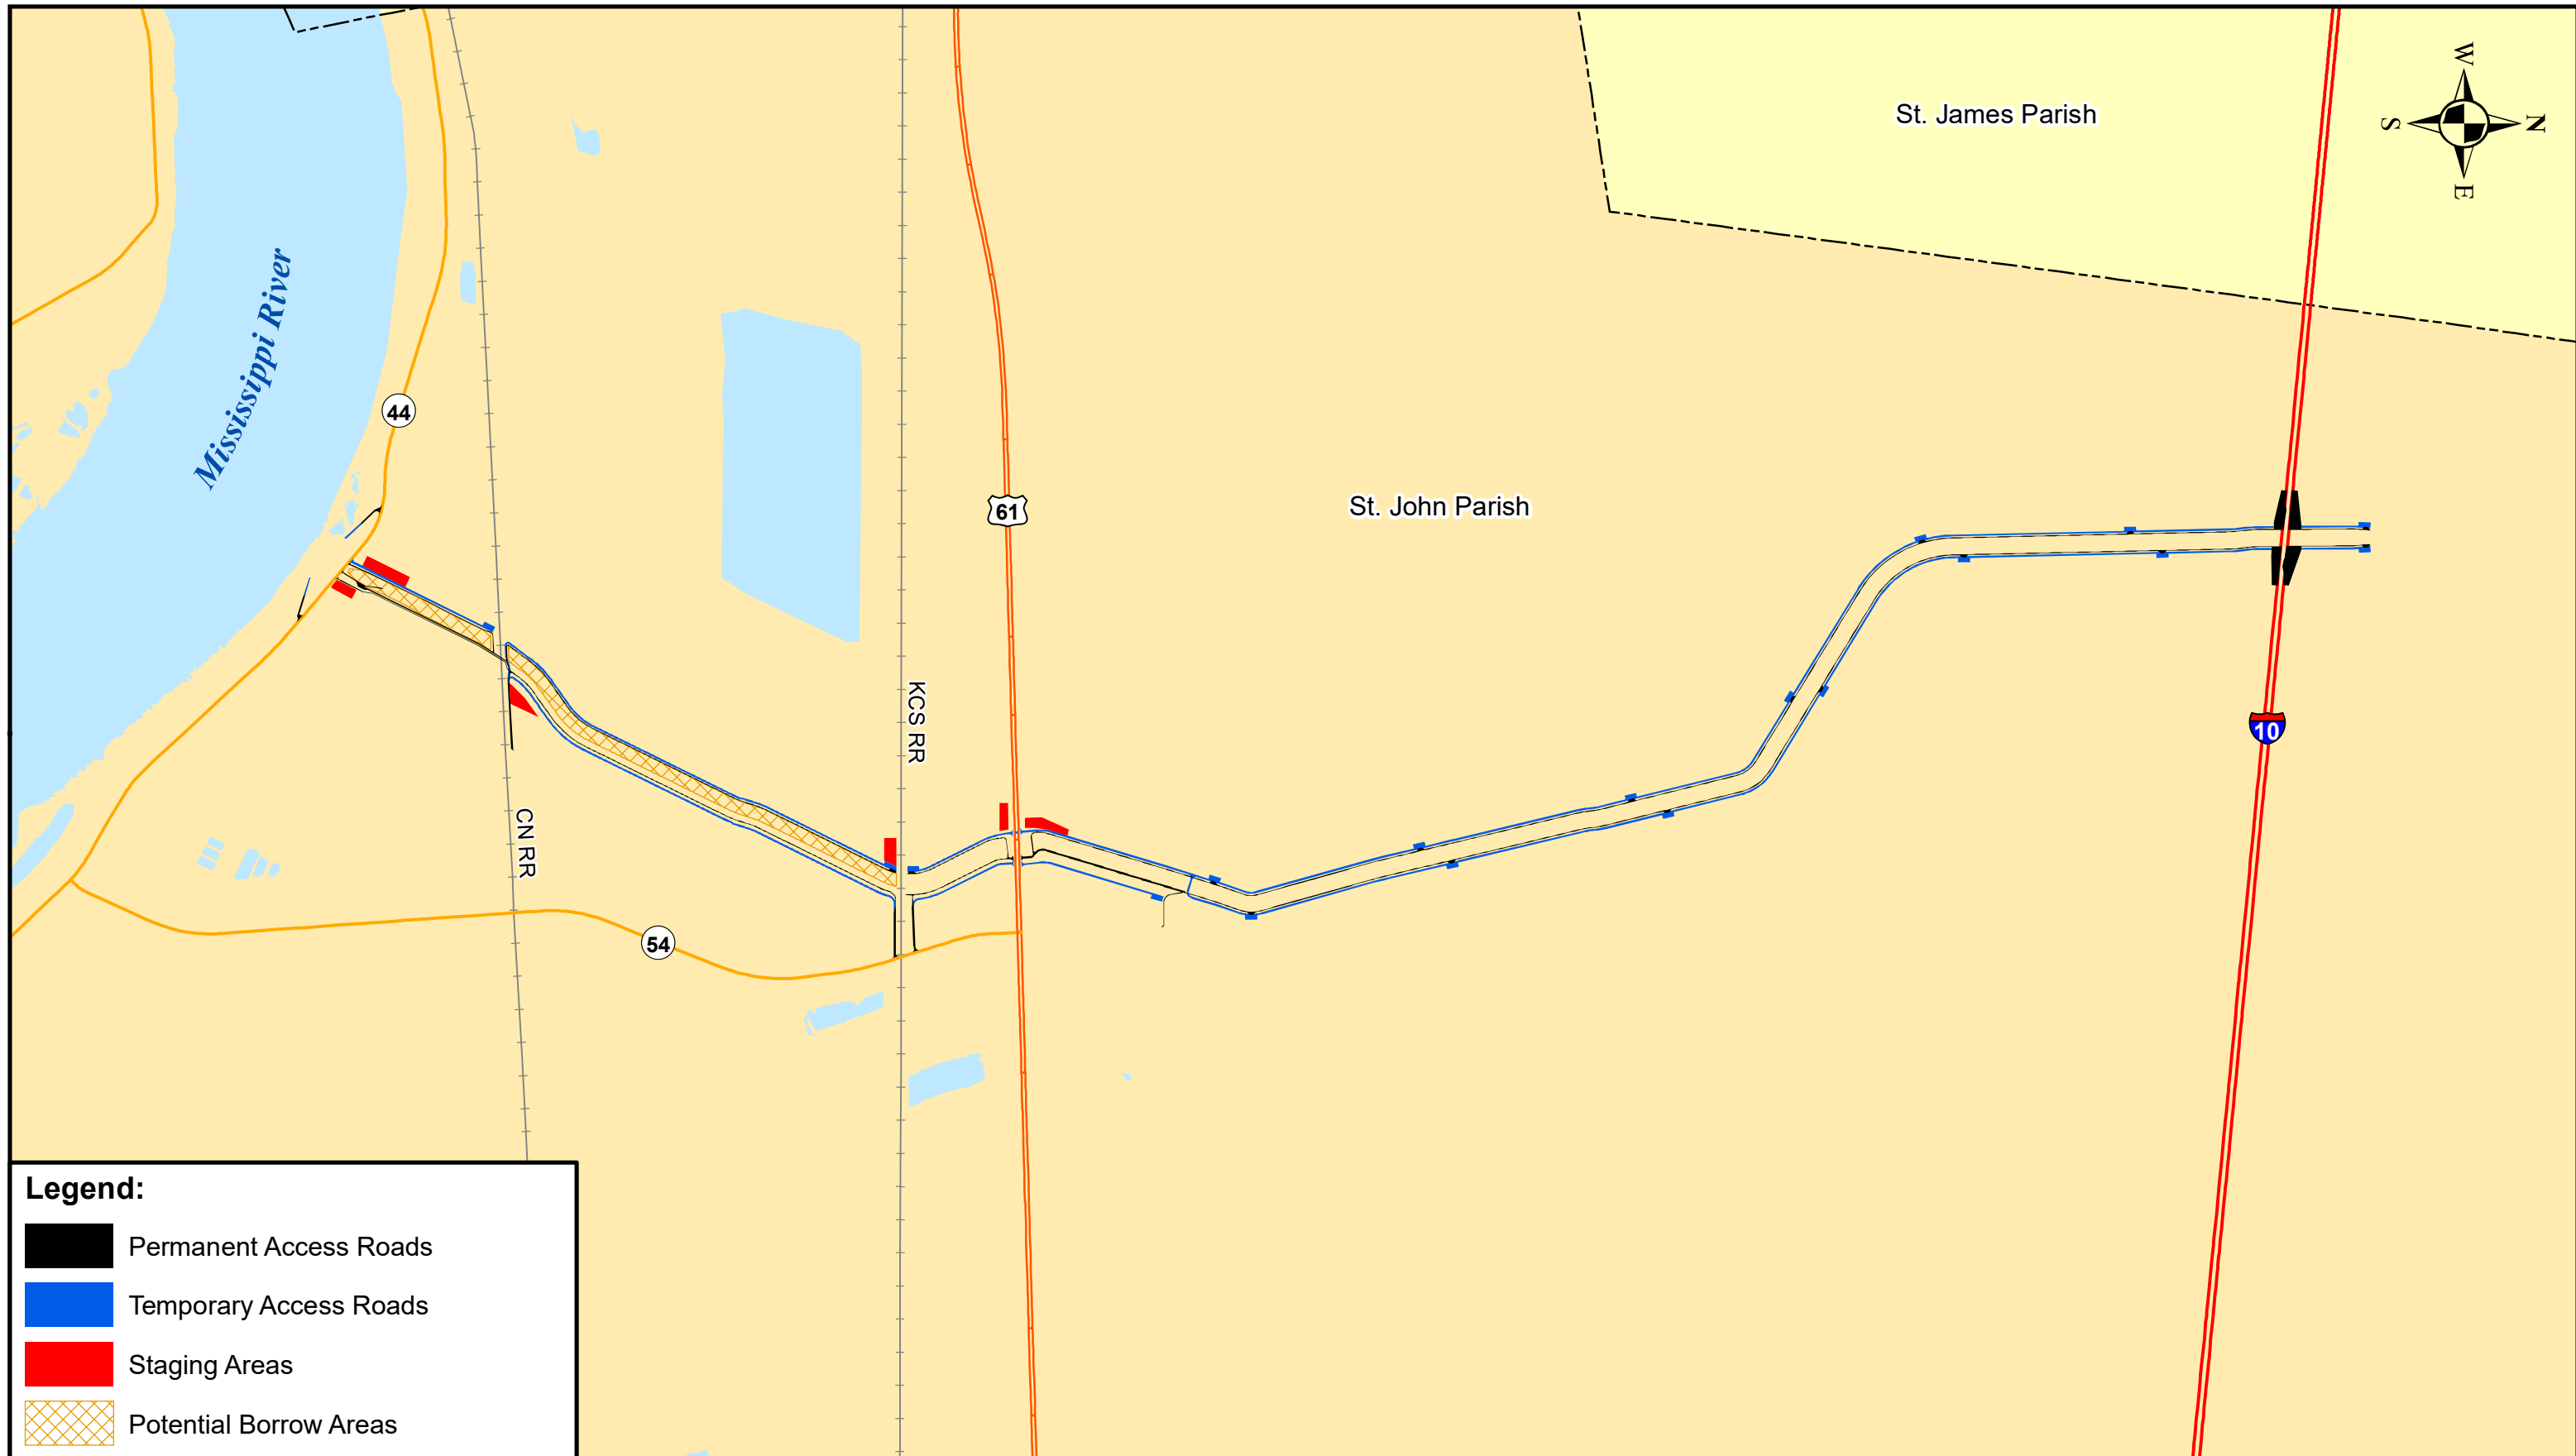 W
N
S
E
St. James Parish
Mississippi River
44
61
St. John Parish
KCS RR
10
CN RR
54
Legend:
Permanent Access Roads
Temporary Access Roads
Staging Areas
Potential Borrow Areas